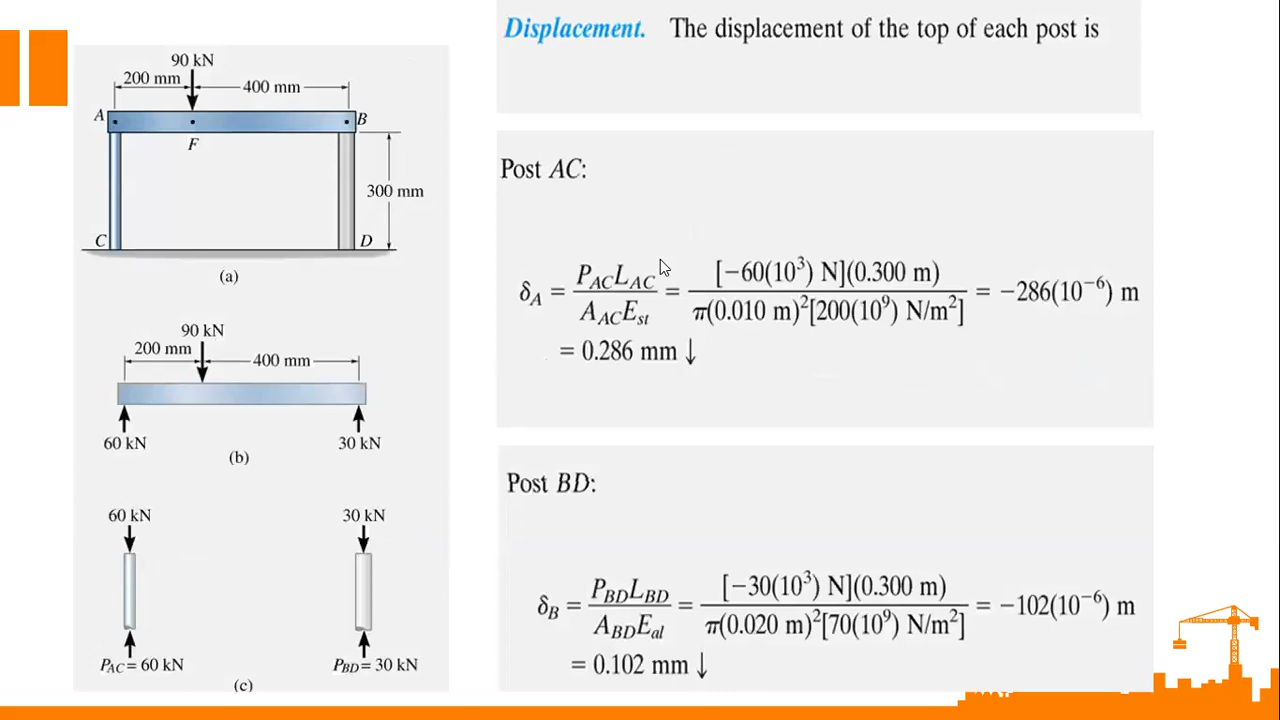 Displacement. The displacement of the top of each post is
90 kN
200 mm
400 mm
A
B
F
300 mm
C
D
(a)
90 kN
200 mm
400 mm
60 kN
30 kN
(b)
60 kN
30 kN
P_AC = 60 kN
P_BD = 30 kN
(c)
Post AC:
δ_A = P_AC L_AC / A_AC E_st = [−60(10³) N](0.300 m) / π(0.010 m)²[200(10⁹) N/m²] = −286(10⁻⁶) m
= 0.286 mm ↓
Post BD:
δ_B = P_BD L_BD / A_BD E_al = [−30(10³) N](0.300 m) / π(0.020 m)²[70(10⁹) N/m²] = −102(10⁻⁶) m
= 0.102 mm ↓